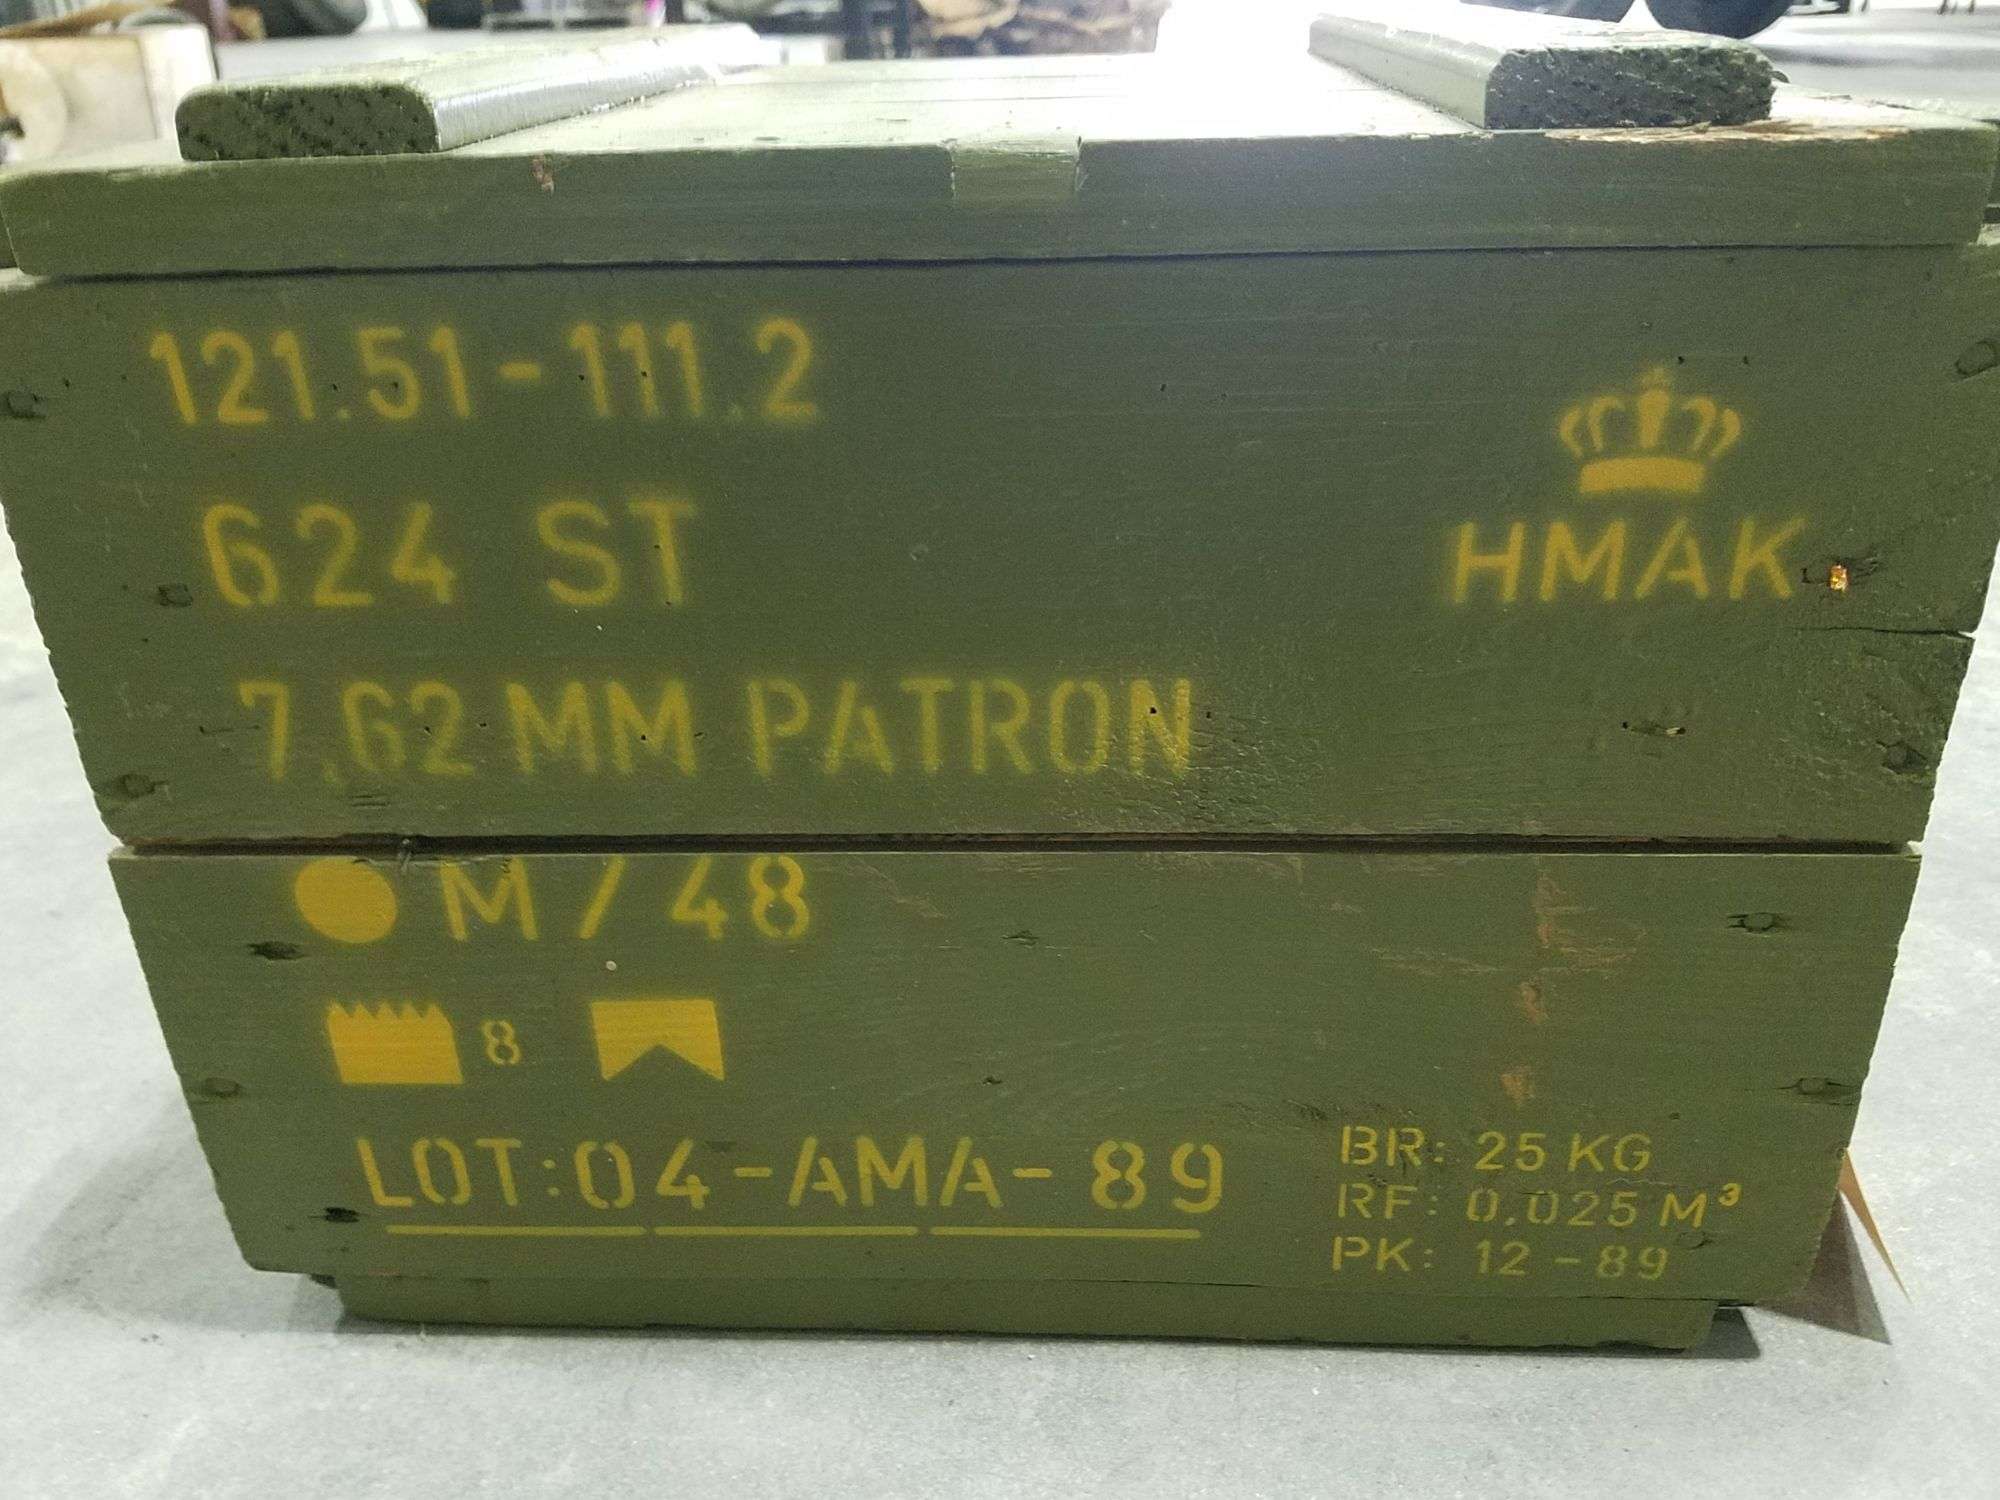 121.51-111.2
624 ST
HMAK
7,62 MM PATRON
M/48
8
LOT:04-AMA-89
BR: 25 KG
RF: 0,025 M³
PK: 12-89